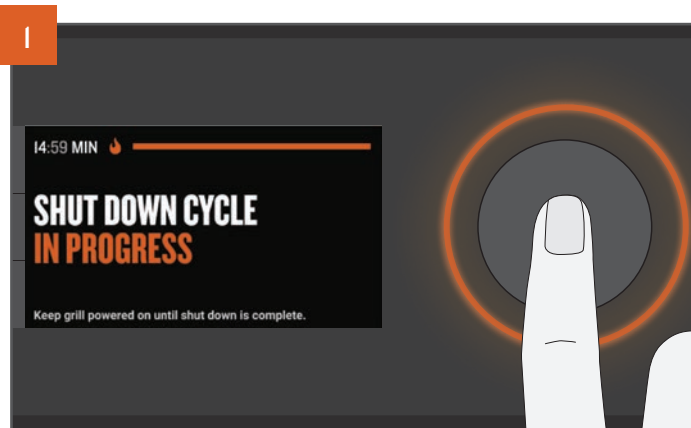 1
14:59 MIN
SHUT DOWN CYCLE
IN PROGRESS
Keep grill powered on until shut down is complete.